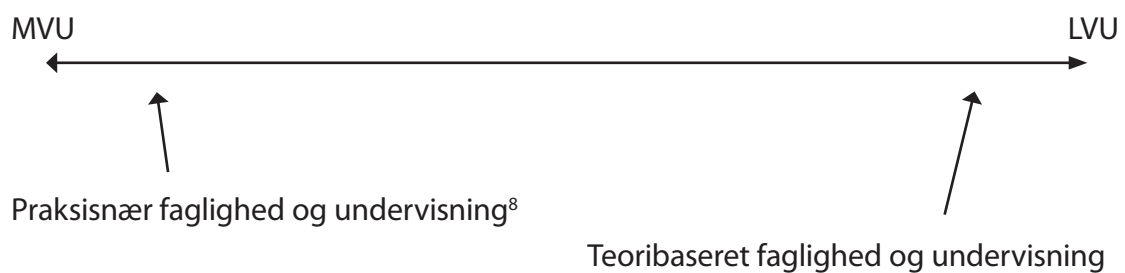 MVU
LVU
Praksisnær faglighed og undervisning⁸
Teoribaseret faglighed og undervisning